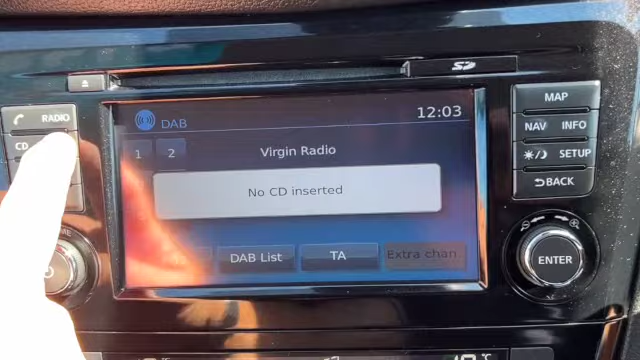 SD
RADIO
CD
MAP
NAV
INFO
SETUP
BACK
ENTER
DAB
12:03
1 2
Virgin Radio
No CD inserted
DAB List
TA
Extra chan